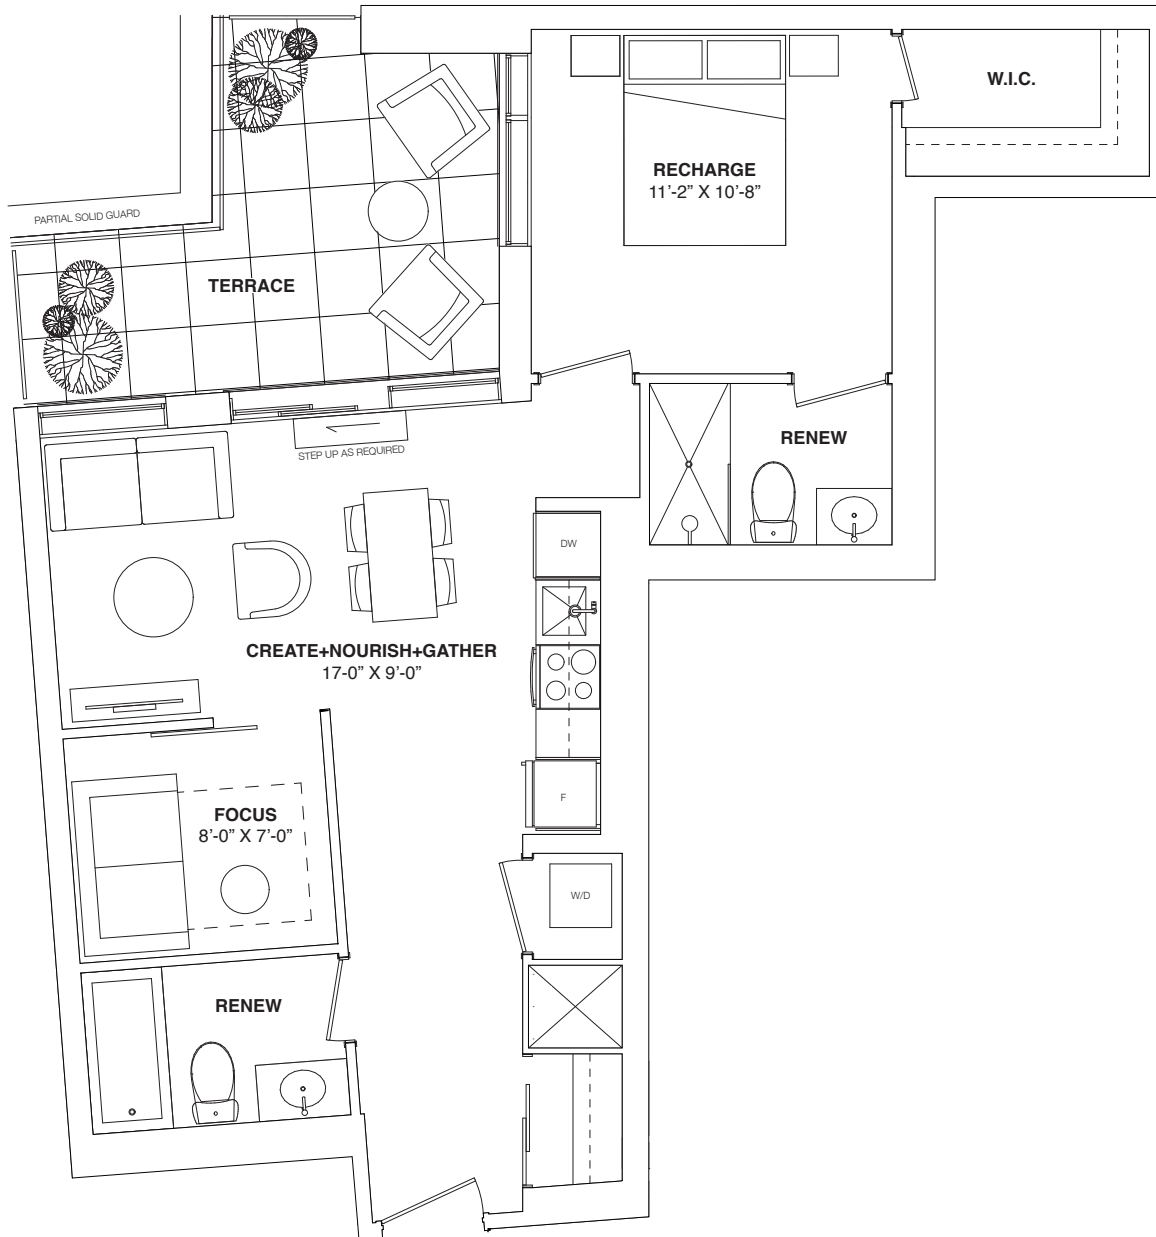 W.I.C.
RECHARGE
11’-2” X 10’-8”
PARTIAL SOLID GUARD
TERRACE
RENEW
STEP UP AS REQUIRED
DW
CREATE+NOURISH+GATHER
17-0” X 9’-0”
F
FOCUS
8’-0” X 7’-0”
W/D
RENEW